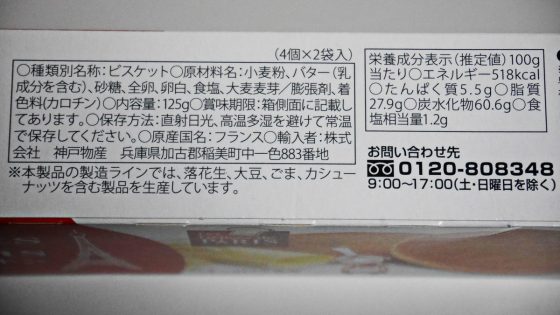 (4個×2袋入)
○種類別名称：ビスケット○原材料名：小麦粉、バター（乳
成分を含む）、砂糖、全卵、卵白、食塩、大麦麦芽／膨張剤、着
色料（カロチン）○内容量：125g○賞味期限：箱側面に記載し
てあります。○保存方法：直射日光、高温多湿を避けて常温
で保存してください。○原産国名：フランス○輸入者：株式
会社　神戸物産　兵庫県加古郡稲美町中一色883番地
※本製品の製造ラインでは、落花生、大豆、ごま、カシュー
ナッツを含む製品を生産しています。
栄養成分表示（推定値）100g
当たり○エネルギー518kcal
○たんぱく質5.5g○脂質
27.9g○炭水化物60.6g○食
塩相当量1.2g
お問い合わせ先
0120-808348
9:00～17:00（土・日曜日を除く）